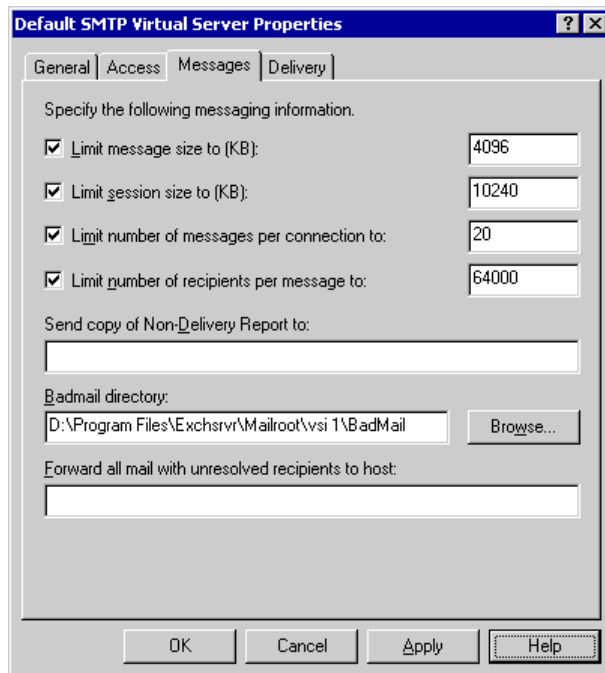 Default SMTP Virtual Server Properties
General Access Messages Delivery
Specify the following messaging information.
Limit message size to (KB): 4096
Limit session size to (KB): 10240
Limit number of messages per connection to: 20
Limit number of recipients per message to: 64000
Send copy of Non-Delivery Report to:
Badmail directory:
D:\Program Files\Exchsrvr\Mailroot\vsi 1\BadMail Browse...
Forward all mail with unresolved recipients to host:
OK Cancel Apply Help